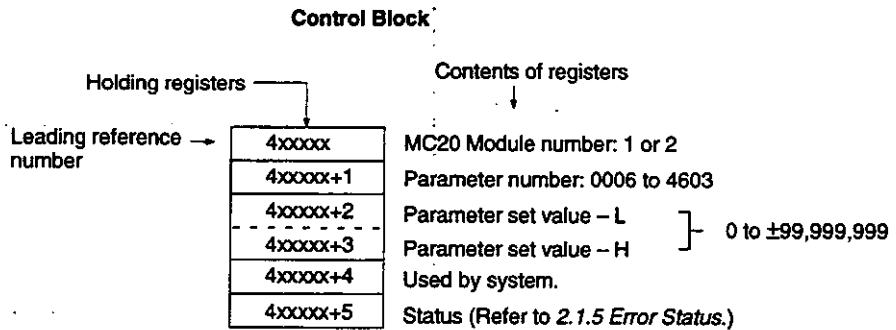 Control Block
Holding registers
Contents of registers
Leading reference
number
4xxxxx MC20 Module number: 1 or 2
4xxxxx+1 Parameter number: 0006 to 4603
4xxxxx+2 Parameter set value – L
0 to ±99,999,999
4xxxxx+3 Parameter set value – H
4xxxxx+4 Used by system.
4xxxxx+5 Status (Refer to 2.1.5 Error Status.)